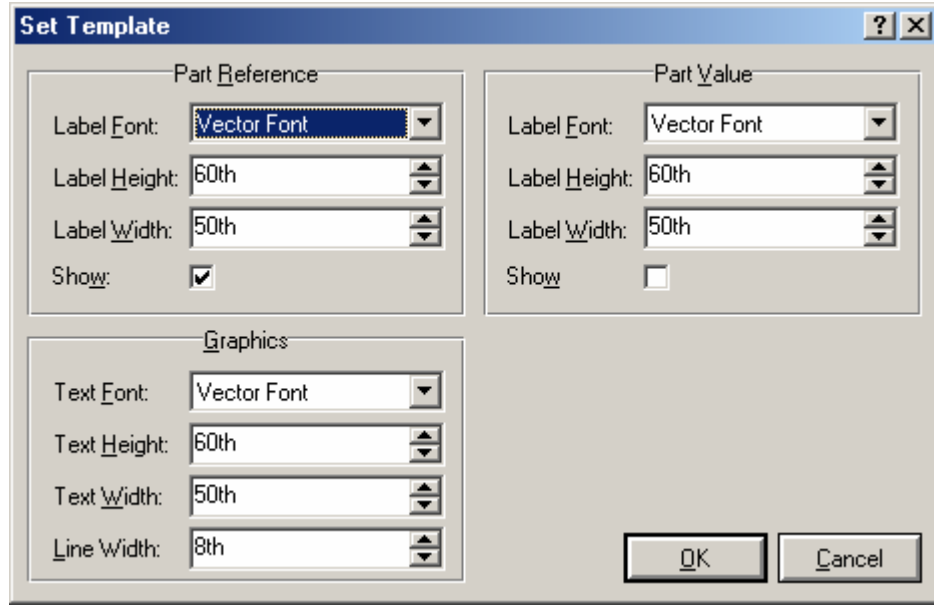 Set Template
Part Reference
Label Font: Vector Font
Label Height: 60th
Label Width: 50th
Show:
Part Value
Label Font: Vector Font
Label Height: 60th
Label Width: 50th
Show
Graphics
Text Font: Vector Font
Text Height: 60th
Text Width: 50th
Line Width: 8th
OK
Cancel